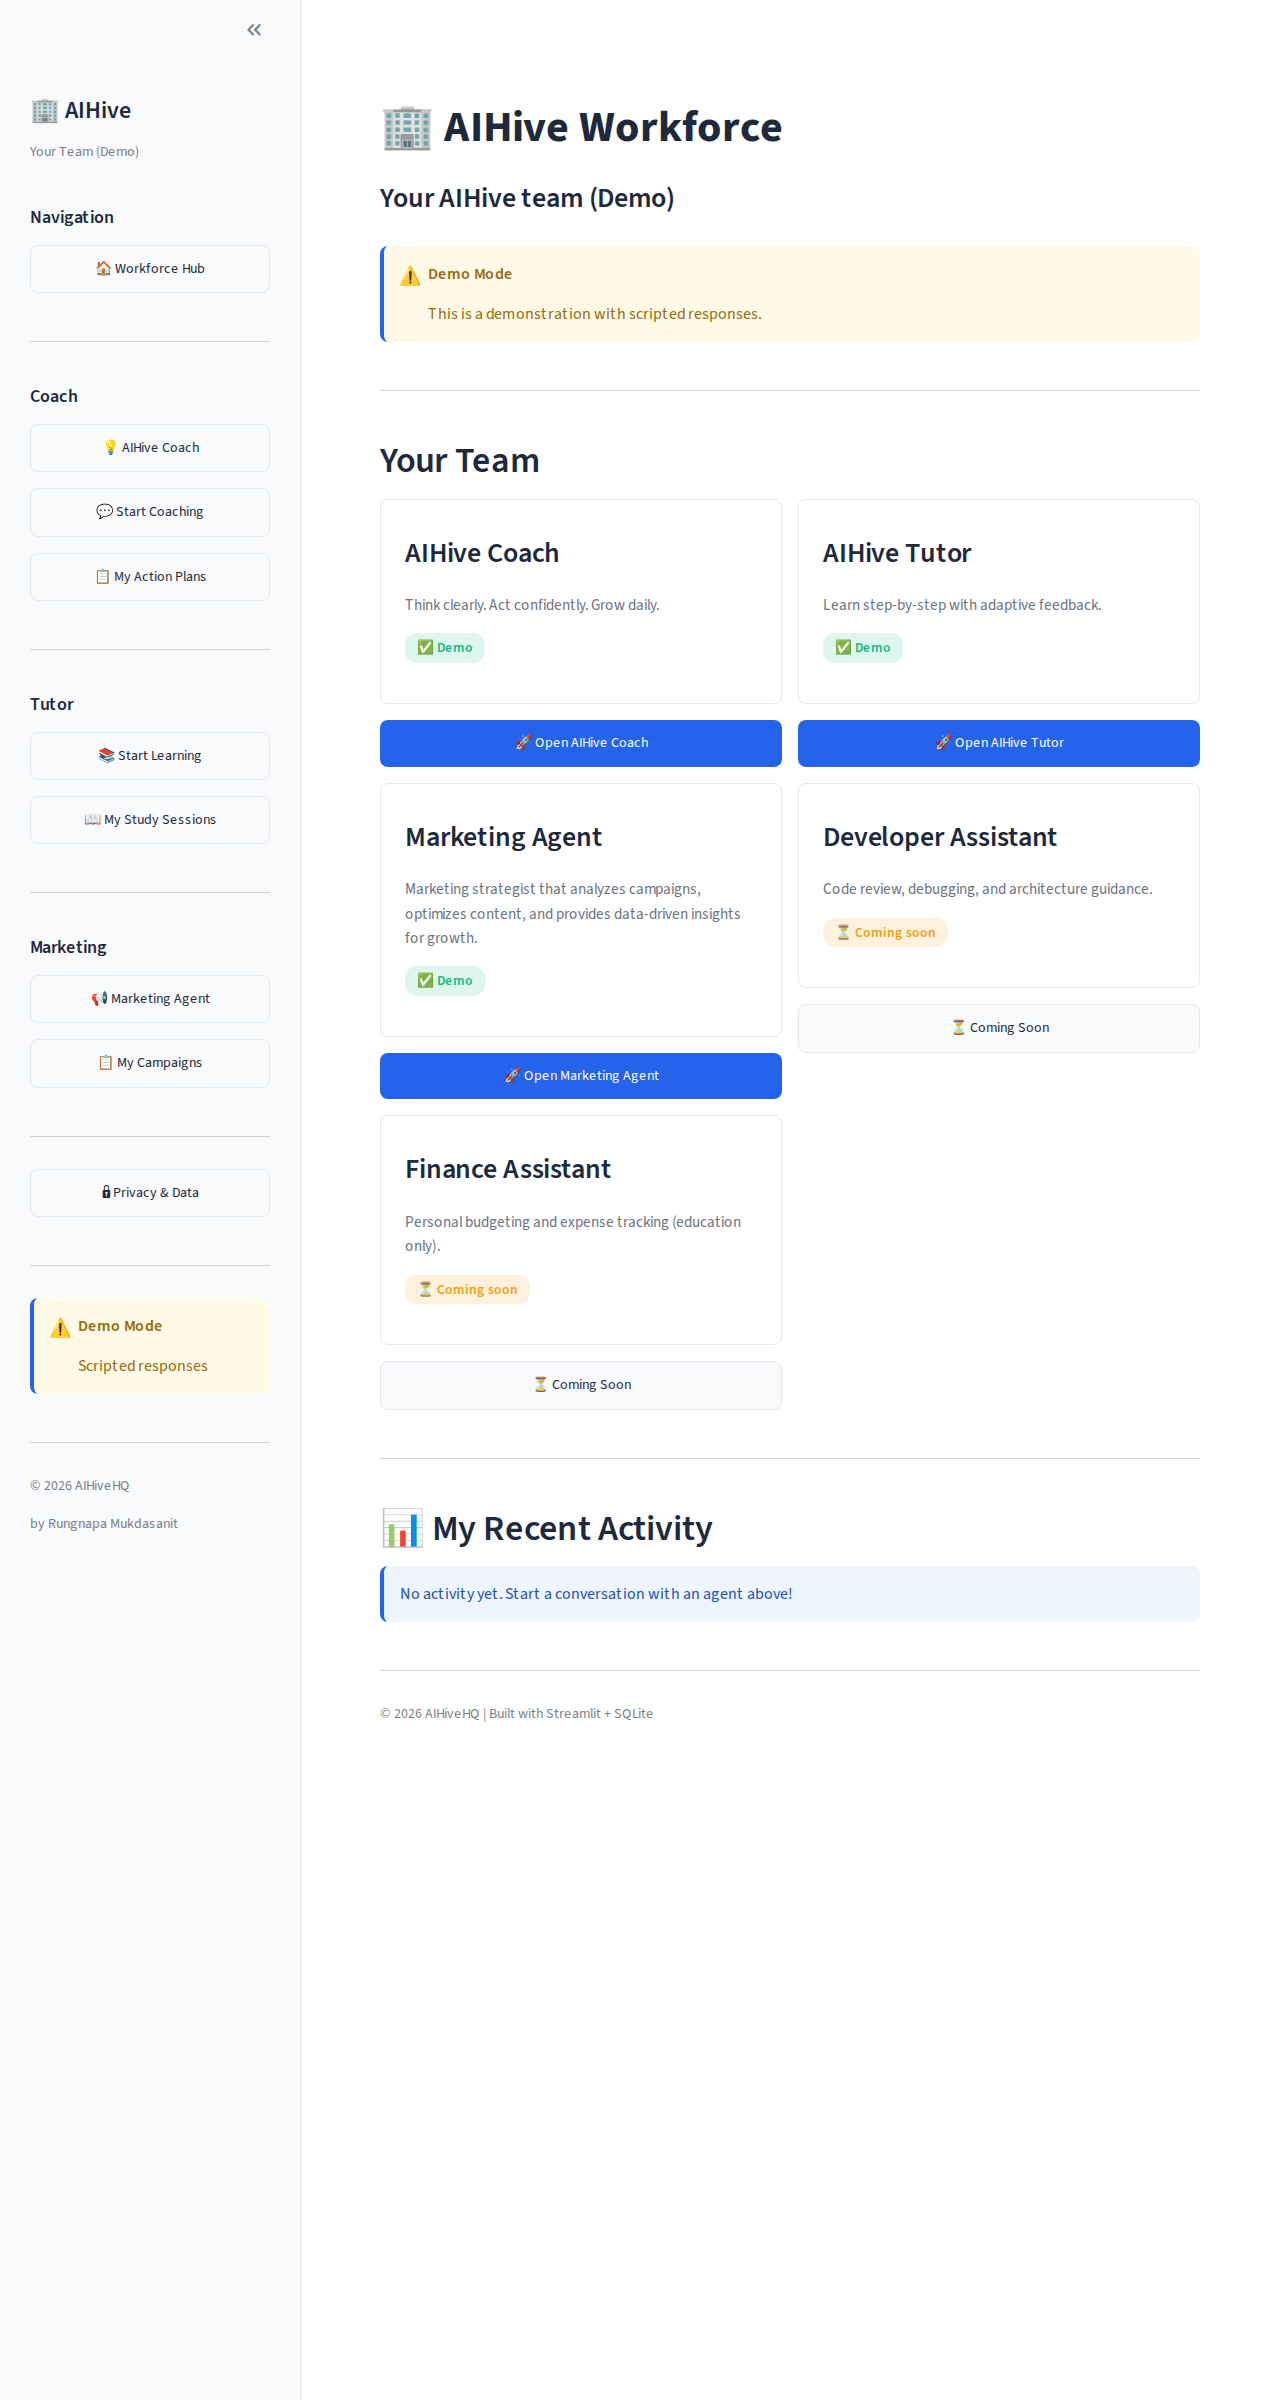 🏢 AIHive
Your Team (Demo)
Navigation
🏠 Workforce Hub
Coach
💡 AIHive Coach
💬 Start Coaching
📋 My Action Plans
Tutor
📚 Start Learning
📖 My Study Sessions
Marketing
📢 Marketing Agent
📋 My Campaigns
🔒 Privacy & Data
⚠️ Demo Mode
Scripted responses
© 2026 AIHiveHQ
by Rungnapa Mukdasanit
🏢 AIHive Workforce
Your AIHive team (Demo)
⚠️ Demo Mode
This is a demonstration with scripted responses.
Your Team
AIHive Coach
Think clearly. Act confidently. Grow daily.
✅ Demo
🚀 Open AIHive Coach
AIHive Tutor
Learn step-by-step with adaptive feedback.
✅ Demo
🚀 Open AIHive Tutor
Marketing Agent
Marketing strategist that analyzes campaigns,
optimizes content, and provides data-driven insights
for growth.
✅ Demo
🚀 Open Marketing Agent
Developer Assistant
Code review, debugging, and architecture guidance.
⏳ Coming soon
⏳ Coming Soon
Finance Assistant
Personal budgeting and expense tracking (education
only).
⏳ Coming soon
⏳ Coming Soon
📊 My Recent Activity
No activity yet. Start a conversation with an agent above!
© 2026 AIHiveHQ | Built with Streamlit + SQLite